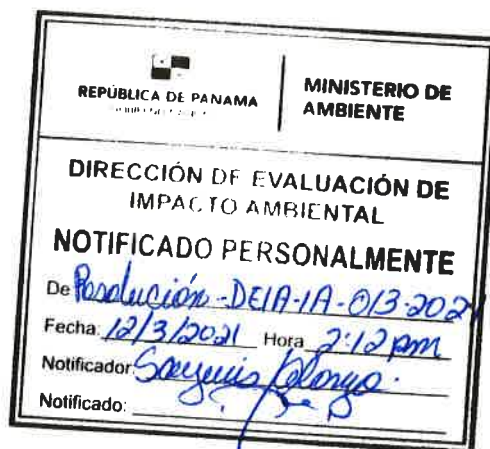 REPÚBLICA DE PANAMA
MINISTERIO DE
AMBIENTE
DIRECCIÓN DE EVALUACIÓN DE
IMPACTO AMBIENTAL
NOTIFICADO PERSONALMENTE
De Resolución-DEIA-IA-013-2021
Fecha: 12/3/2021 Hora 2:12 pm
Notificador:
Notificado: